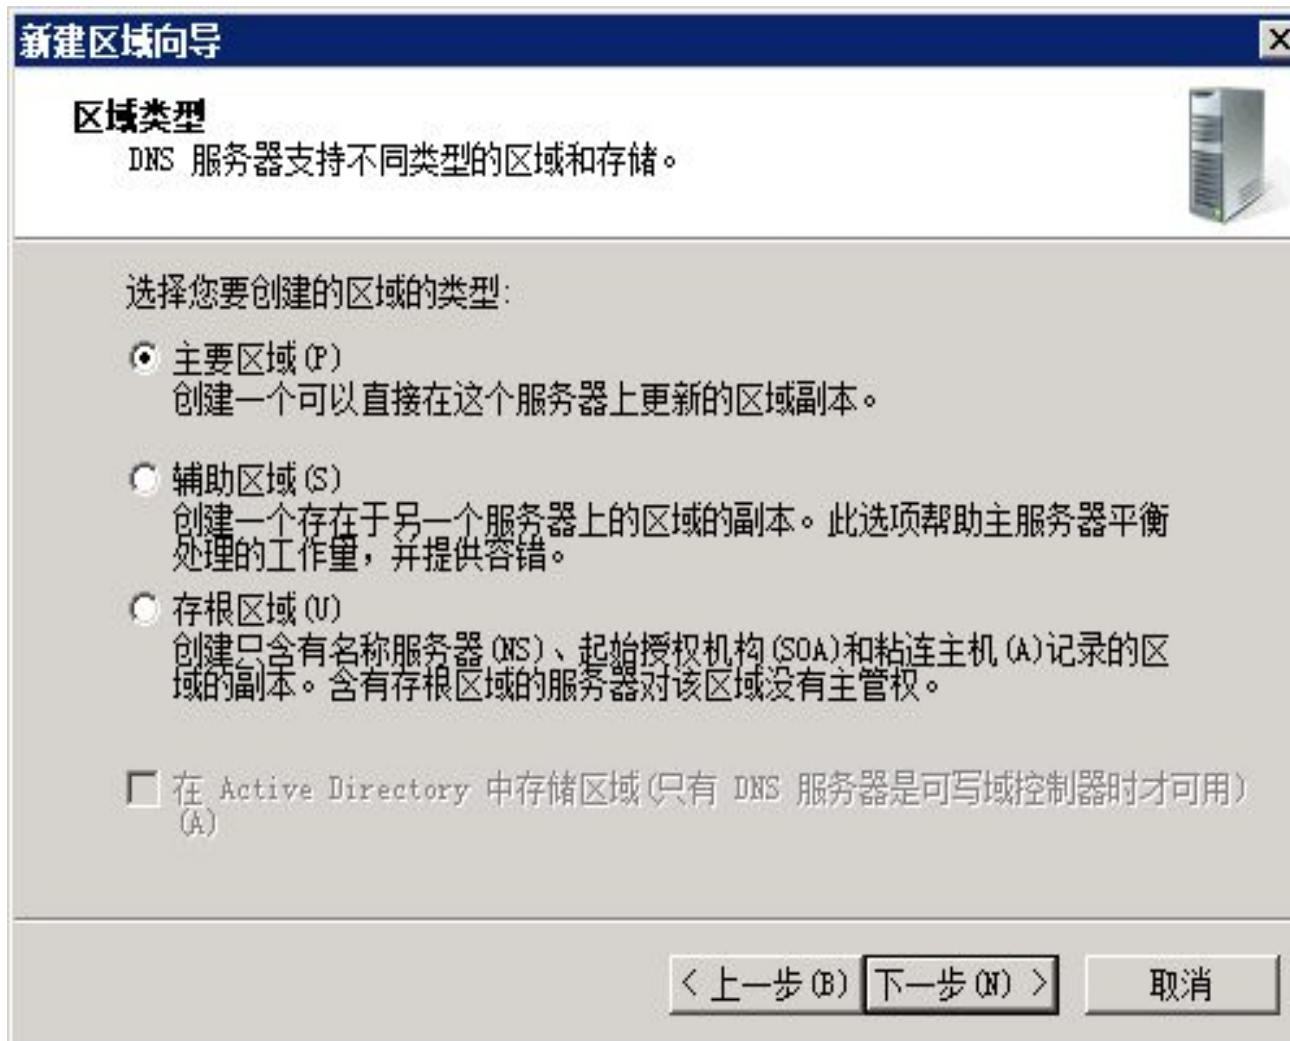 新建区域向导
区域类型
DNS 服务器支持不同类型的区域和存储。
选择您要创建的区域的类型:
主要区域(P)
创建一个可以直接在这个服务器上更新的区域副本。
辅助区域(S)
创建一个存在于另一个服务器上的区域的副本。此选项帮助主服务器平衡
处理的工作量，并提供容错。
存根区域(U)
创建只含有名称服务器(NS)、起始授权机构(SOA)和粘连主机(A)记录的区
域的副本。含有存根区域的服务器对该区域没有主管权。
在 Active Directory 中存储区域(只有 DNS 服务器是可写域控制器时才可用)
(A)
< 上一步(B) 下一步(N) > 取消